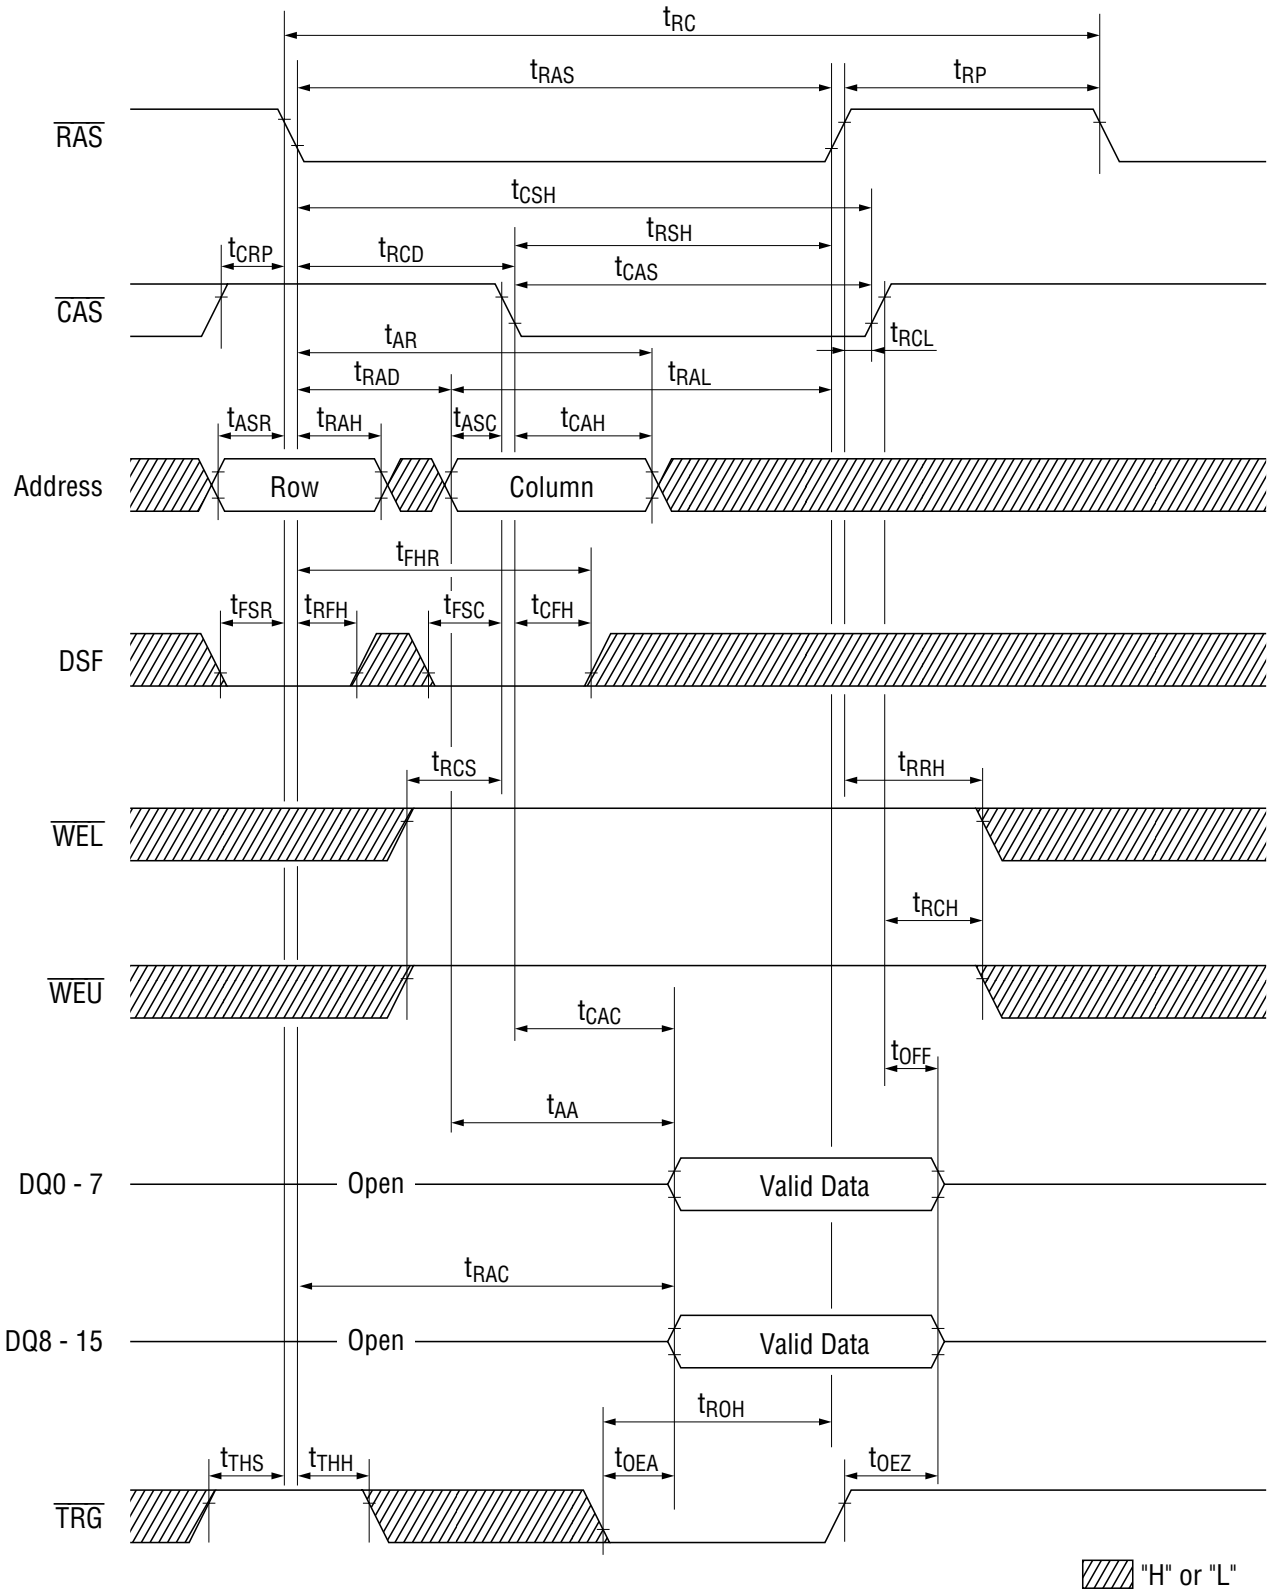 tRC
tRAS
tRP
RAS
tCSH
tRSH
tCRP
tRCD
tCAS
CAS
tAR
tRCL
tRAD
tRAL
tASR
tRAH
tASC
tCAH
Address
Row
Column
tFHR
tFSR
tRFH
tFSC
tCFH
DSF
tRCS
tRRH
WEL
tRCH
WEU
tCAC
tOFF
tAA
DQ0 - 7
Open
Valid Data
tRAC
DQ8 - 15
Open
Valid Data
tROH
tTHS
tTHH
tOEA
tOEZ
TRG
"H" or "L"